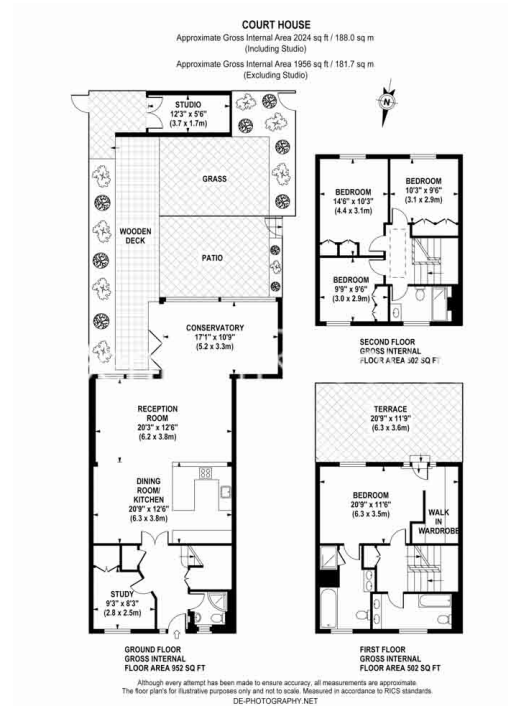 COURT HOUSE
Approximate Gross Internal Area 2024 sq ft / 188.0 sq m
(Including Studio)
Approximate Gross Internal Area 1956 sq ft / 181.7 sq m
(Excluding Studio)
N
STUDIO
12'3" x 5'6"
(3.7 x 1.7m)
GRASS
WOODEN
DECK
PATIO
CONSERVATORY
17'1" x 10'9"
(5.2 x 3.3m)
RECEPTION
ROOM
20'3" x 12'6"
(6.2 x 3.8m)
DINING
ROOM/
KITCHEN
20'9" x 12'6"
(6.3 x 3.8m)
STUDY
9'3" x 8'3"
(2.8 x 2.5m)
GROUND FLOOR
GROSS INTERNAL
FLOOR AREA 952 SQ FT
BEDROOM
14'6" x 10'3"
(4.4 x 3.1m)
BEDROOM
10'3" x 9'6"
(3.1 x 2.9m)
BEDROOM
9'9" x 9'6"
(3.0 x 2.9m)
SECOND FLOOR
GROSS INTERNAL
FLOOR AREA 502 SQ FT
TERRACE
20'9" x 11'9"
(6.3 x 3.6m)
BEDROOM
20'9" x 11'6"
(6.3 x 3.5m)
WALK
IN
WARDROBE
FIRST FLOOR
GROSS INTERNAL
FLOOR AREA 502 SQ FT
Although every attempt has been made to ensure accuracy, all measurements are approximate.
The floor plan's for illustrative purposes only and not to scale. Measured in accordance to RICS standards.
DE-PHOTOGRAPHY.NET